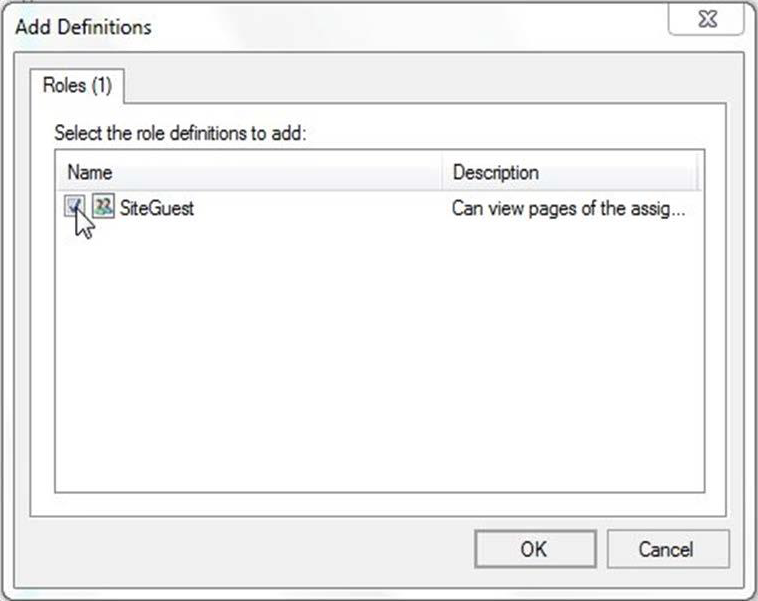 Add Definitions
Roles (1)
Select the role definitions to add:
Name Description
SiteGuest Can view pages of the assig...
OK Cancel